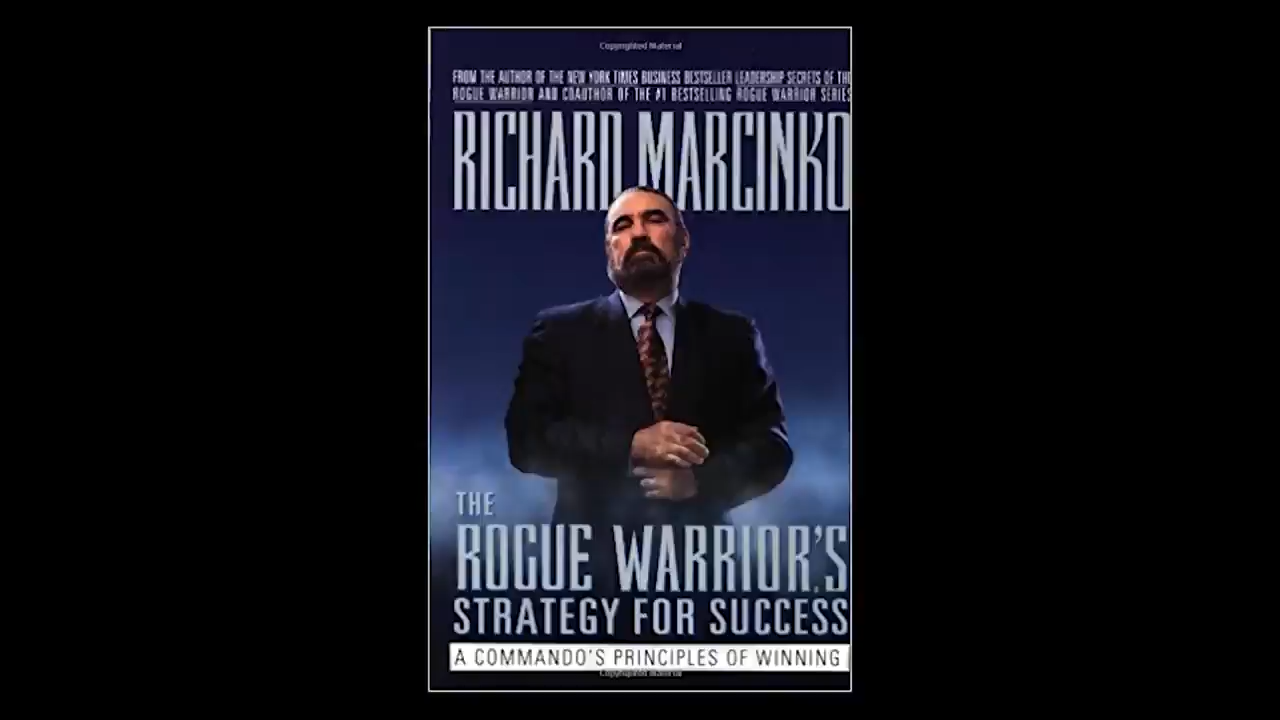 Copyrighted Material
FROM THE AUTHOR OF THE NEW YORK TIMES BUSINESS BESTSELLER LEADERSHIP SECRETS OF THE
ROGUE WARRIOR AND COAUTHOR OF THE #1 BESTSELLING ROGUE WARRIOR SERIES
RICHARD MARCINKO
THE
ROGUE WARRIOR'S
STRATEGY FOR SUCCESS
A COMMANDO'S PRINCIPLES OF WINNING
Copyrighted Material